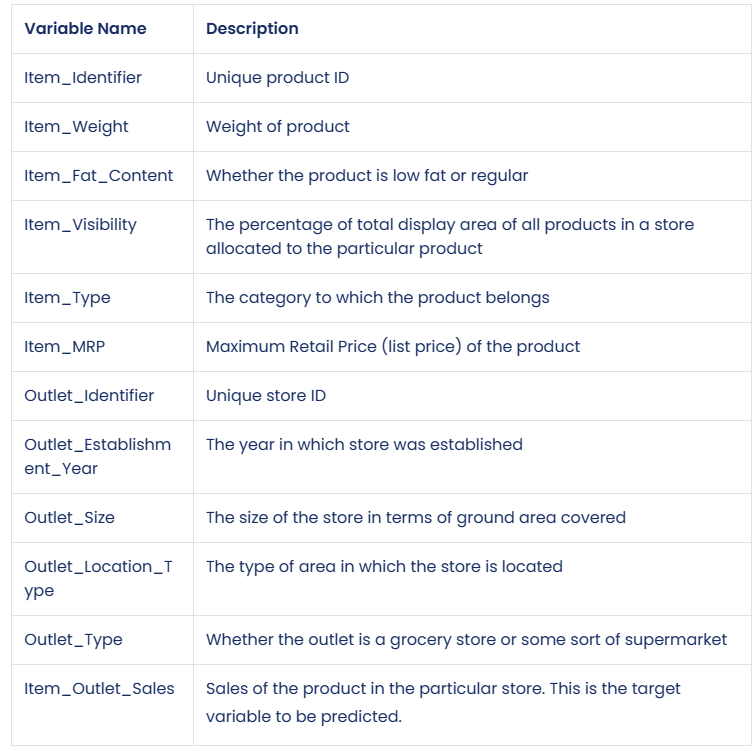 Variable Name Description
Item_Identifier Unique product ID
Item_Weight Weight of product
Item_Fat_Content Whether the product is low fat or regular
Item_Visibility The percentage of total display area of all products in a store
allocated to the particular product
Item_Type The category to which the product belongs
Item_MRP Maximum Retail Price (list price) of the product
Outlet_Identifier Unique store ID
Outlet_Establishm The year in which store was established
ent_Year
Outlet_Size The size of the store in terms of ground area covered
Outlet_Location_T The type of area in which the store is located
ype
Outlet_Type Whether the outlet is a grocery store or some sort of supermarket
Item_Outlet_Sales Sales of the product in the particular store. This is the target
variable to be predicted.